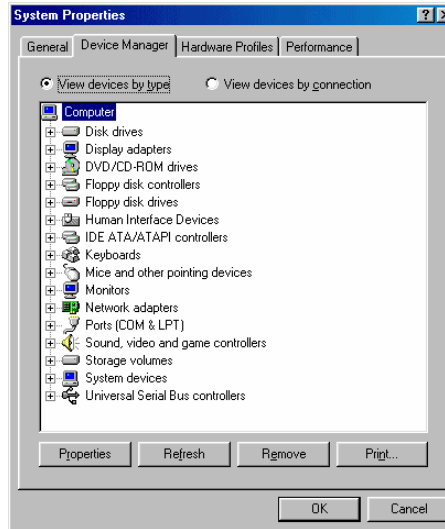 System Properties
General Device Manager Hardware Profiles Performance
View devices by type View devices by connection
Computer
Disk drives
Display adapters
DVD/CD-ROM drives
Floppy disk controllers
Floppy disk drives
Human Interface Devices
IDE ATA/ATAPI controllers
Keyboards
Mice and other pointing devices
Monitors
Network adapters
Ports (COM & LPT)
Sound, video and game controllers
Storage volumes
System devices
Universal Serial Bus controllers
Properties Refresh Remove Print...
OK Cancel